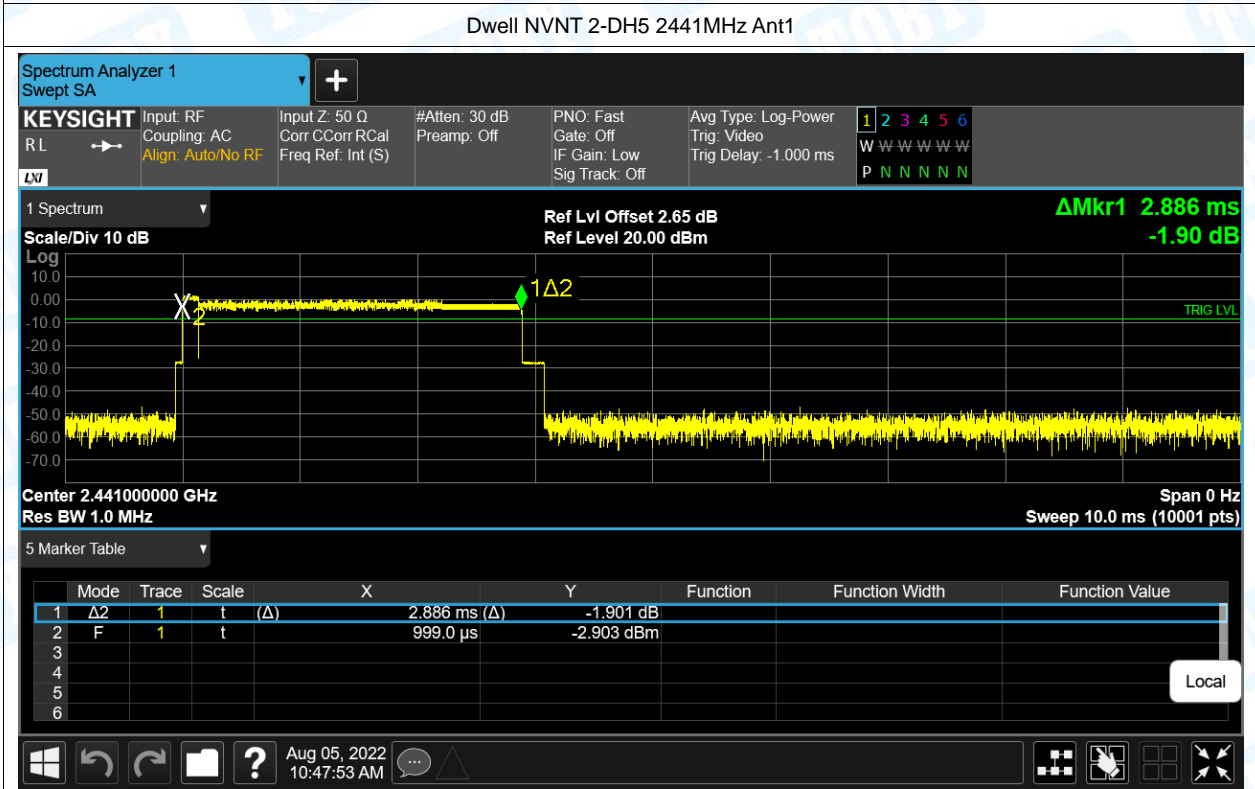 Dwell NVNT 2-DH5 2441MHz Ant1
Spectrum Analyzer 1
Swept SA
KEYSIGHT
RL
LXI
Input: RF
Coupling: AC
Align: Auto/No RF
Input Z: 50 Ω
Corr CCorr RCal
Freq Ref: Int (S)
#Atten: 30 dB
Preamp: Off
PNO: Fast
Gate: Off
IF Gain: Low
Sig Track: Off
Avg Type: Log-Power
Trig: Video
Trig Delay: -1.000 ms
1 2 3 4 5 6
W W W W W W
P N N N N N
1 Spectrum
Scale/Div 10 dB
Ref Lvl Offset 2.65 dB
Ref Level 20.00 dBm
ΔMkr1 2.886 ms
-1.90 dB
Log
10.0
0.00
-10.0
-20.0
-30.0
-40.0
-50.0
-60.0
-70.0
1Δ2
X2
TRIG LVL
Center 2.441000000 GHz
Span 0 Hz
Res BW 1.0 MHz
Sweep 10.0 ms (10001 pts)
5 Marker Table
Mode Trace Scale X Y Function Function Width Function Value
1 Δ2 1 t (Δ) 2.886 ms (Δ) -1.901 dB
2 F 1 t 999.0 µs -2.903 dBm
3
4
5
6
Local
?
Aug 05, 2022
10:47:53 AM